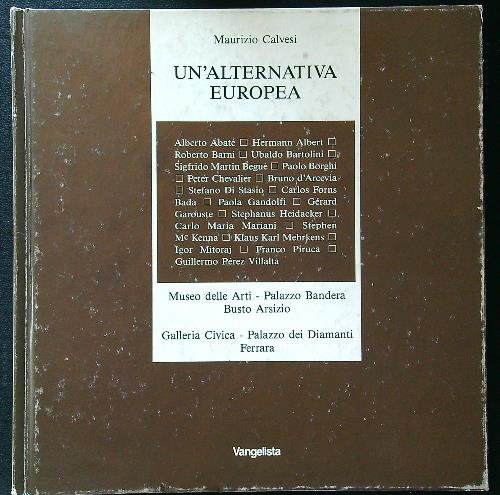 Maurizio Calvesi
UN'ALTERNATIVA
EUROPEA
Alberto Abate □ Hermann Albert □
Roberto Barni □ Ubaldo Bartolini □
Sigfrido Martin Begué □ Paolo Borghi
□ Peter Chevalier □ Bruno d'Arcevia
□ Stefano Di Stasio □ Carlos Forns
Bada □ Paola Gandolfi □ Gérard
Garouste □ Stephanus Heidacker □
Carlo Maria Mariani □ Stephen
Mc Kenna □ Klaus Karl Mehrkens □
Igor Mitoraj □ Franco Piruca □
Guillermo Pérez Villalta
Museo delle Arti - Palazzo Bandera
Busto Arsizio
Galleria Civica - Palazzo dei Diamanti
Ferrara
Vangelista